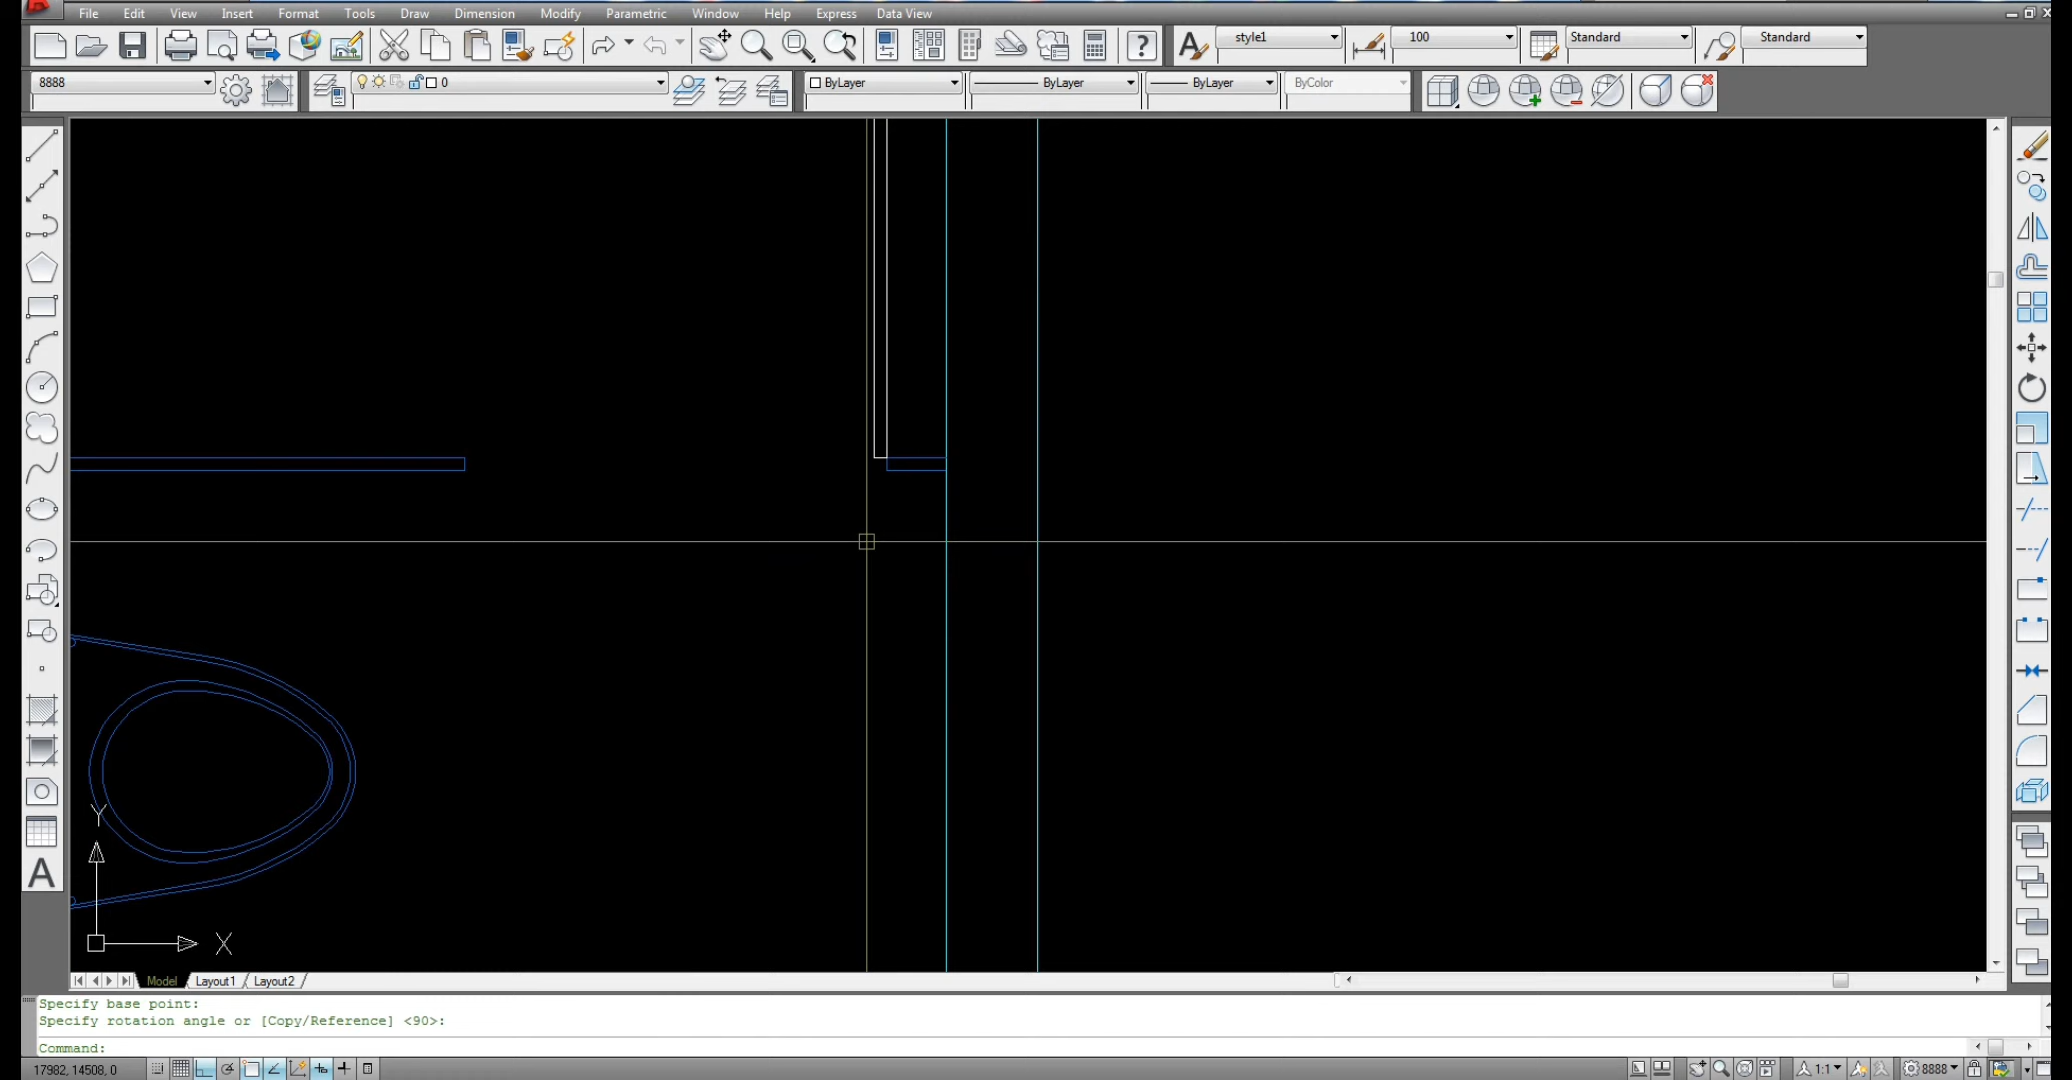 File Edit View Insert Format Tools Draw Dimension Modify Parametric Window Help Express Data View
style1 100 Standard Standard
8888 0 ByLayer ByLayer ByLayer ByColor
Y
X
Model Layout1 Layout2
Specify base point:
Specify rotation angle or [Copy/Reference] <90>:
Command:
17982, 14508, 0 1:1 8888